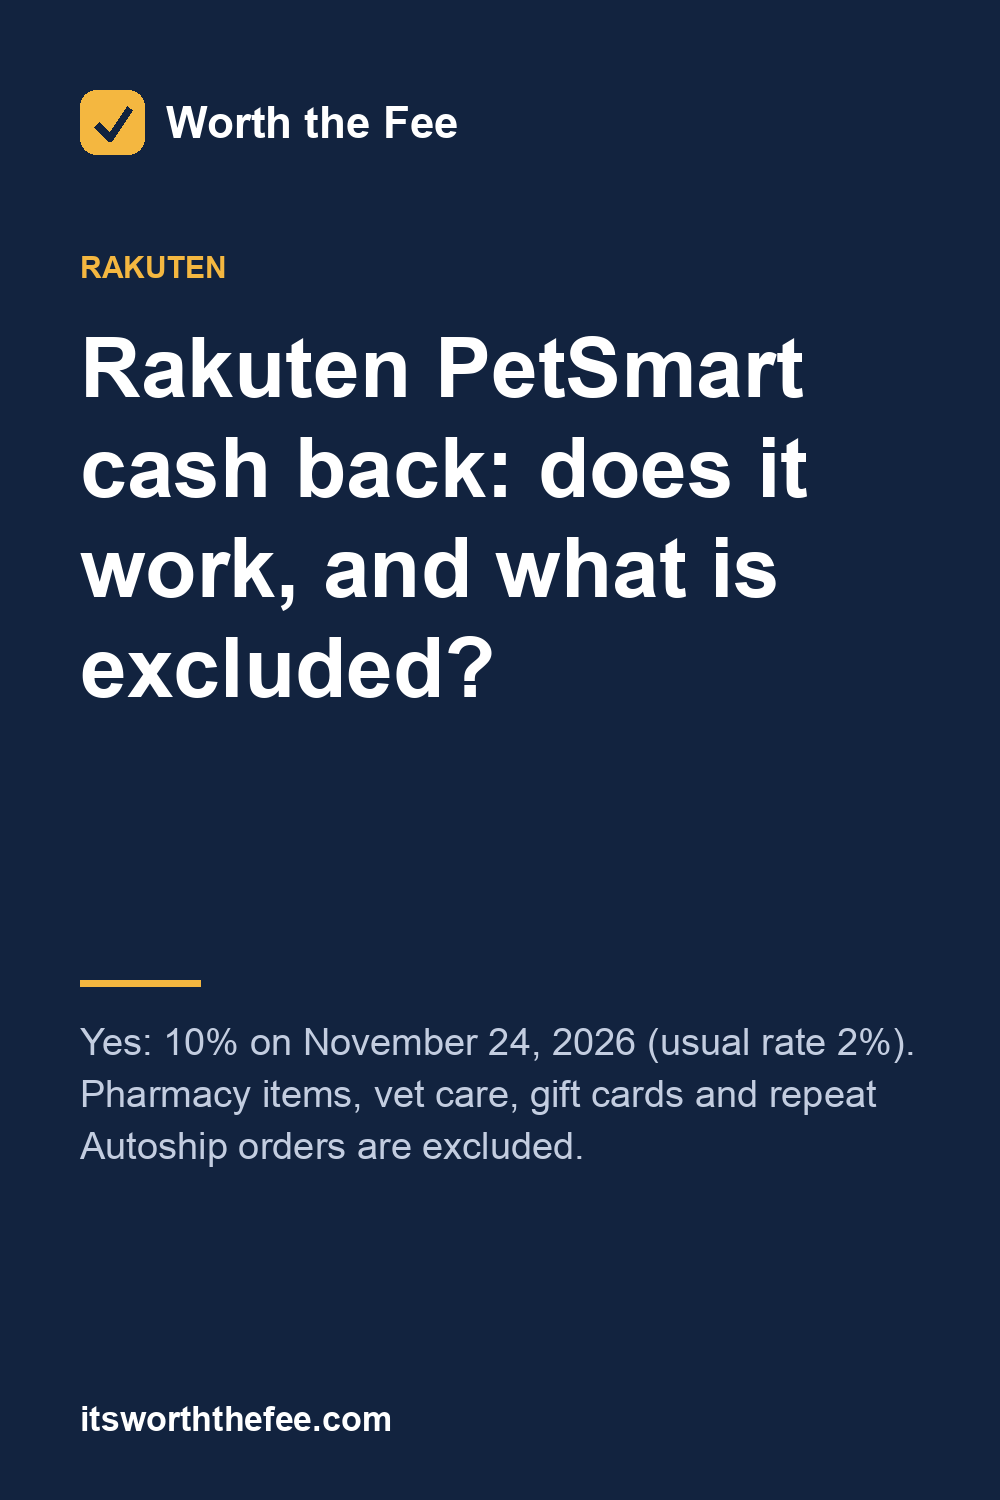 Worth the Fee
RAKUTEN
Rakuten PetSmart
cash back: does it
work, and what is
excluded?
Yes: 10% on November 24, 2026 (usual rate 2%).
Pharmacy items, vet care, gift cards and repeat
Autoship orders are excluded.
itsworththefee.com